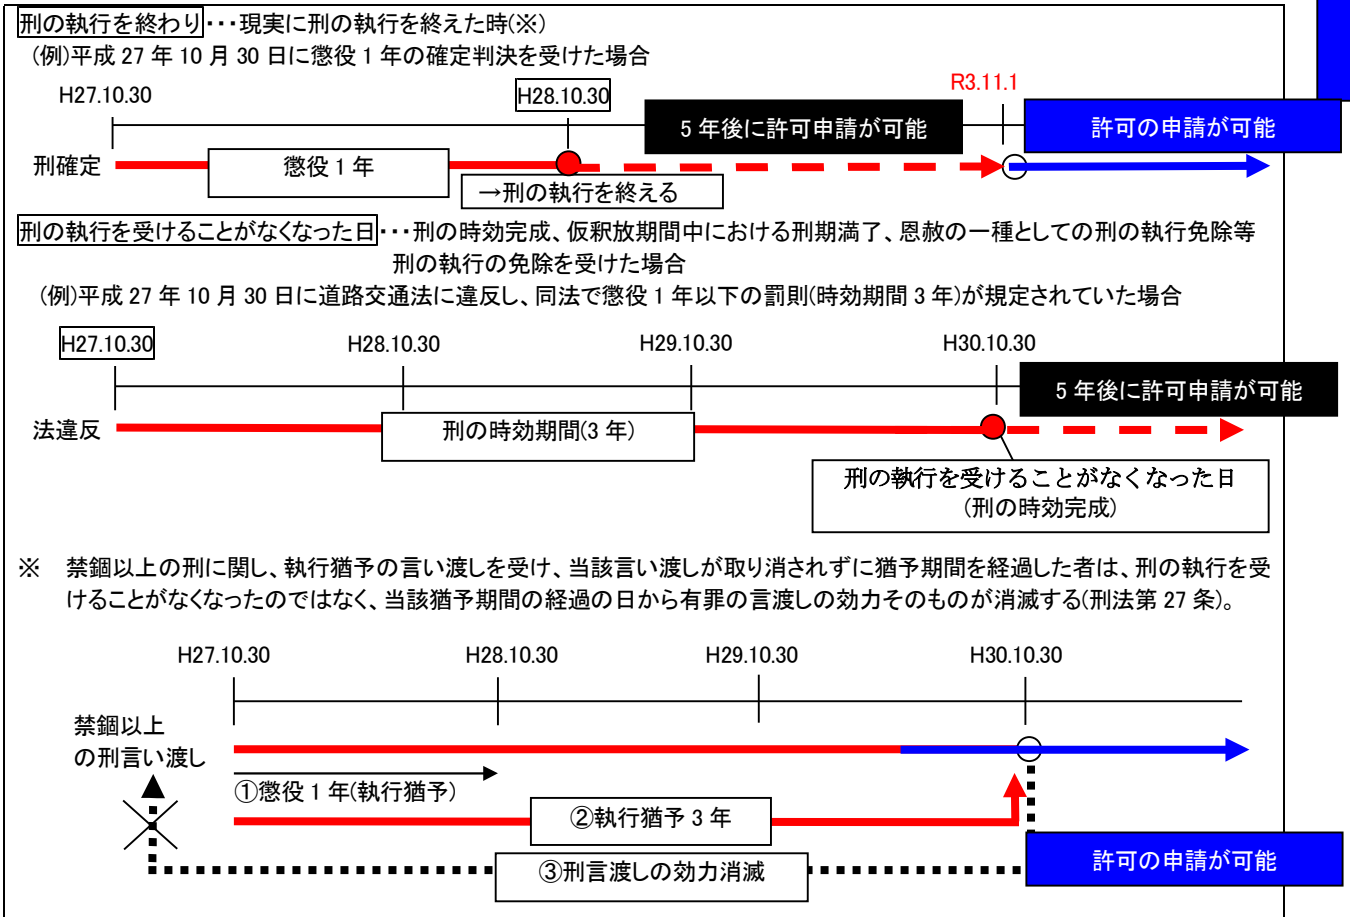 刑の執行を終わり・・・現実に刑の執行を終えた時(※)
(例)平成 27 年 10 月 30 日に懲役 1 年の確定判決を受けた場合
H27.10.30
H28.10.30
R3.11.1
5 年後に許可申請が可能
許可の申請が可能
刑確定
懲役 1 年
→刑の執行を終える
刑の執行を受けることがなくなった日・・・刑の時効完成、仮釈放期間中における刑期満了、恩赦の一種としての刑の執行免除等
刑の執行の免除を受けた場合
(例)平成 27 年 10 月 30 日に道路交通法に違反し、同法で懲役 1 年以下の罰則(時効期間 3 年)が規定されていた場合
H27.10.30
H28.10.30
H29.10.30
H30.10.30
5 年後に許可申請が可能
法違反
刑の時効期間(3 年)
刑の執行を受けることがなくなった日
(刑の時効完成)
※ 禁錮以上の刑に関し、執行猶予の言い渡しを受け、当該言い渡しが取り消されずに猶予期間を経過した者は、刑の執行を受
けることがなくなったのではなく、当該猶予期間の経過の日から有罪の言渡しの効力そのものが消滅する(刑法第 27 条)。
H27.10.30
H28.10.30
H29.10.30
H30.10.30
禁錮以上
の刑言い渡し
①懲役 1 年(執行猶予)
②執行猶予 3 年
③刑言渡しの効力消滅
許可の申請が可能